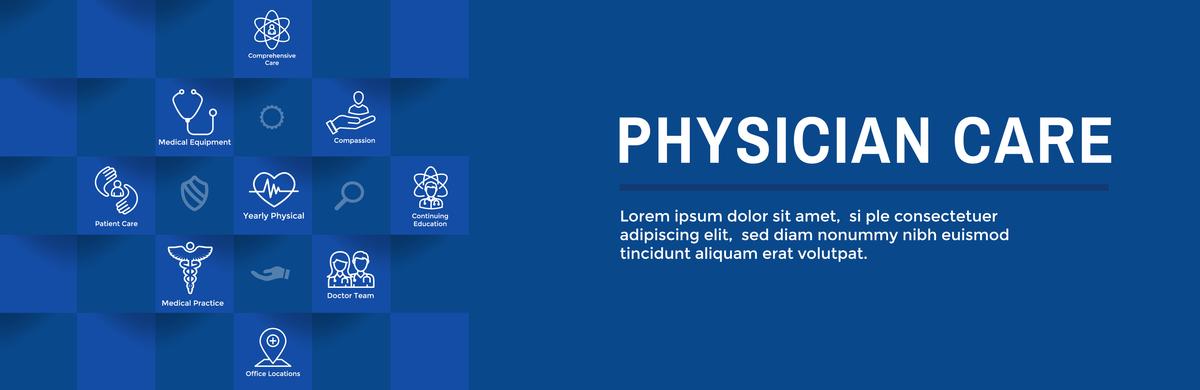 Comprehensive
Care
Medical Equipment
Compassion
Patient Care
Yearly Physical
Continuing
Education
Medical Practice
Doctor Team
Office Locations
PHYSICIAN CARE
Lorem ipsum dolor sit amet,  si ple consectetuer
adipiscing elit,  sed diam nonummy nibh euismod
tincidunt aliquam erat volutpat.